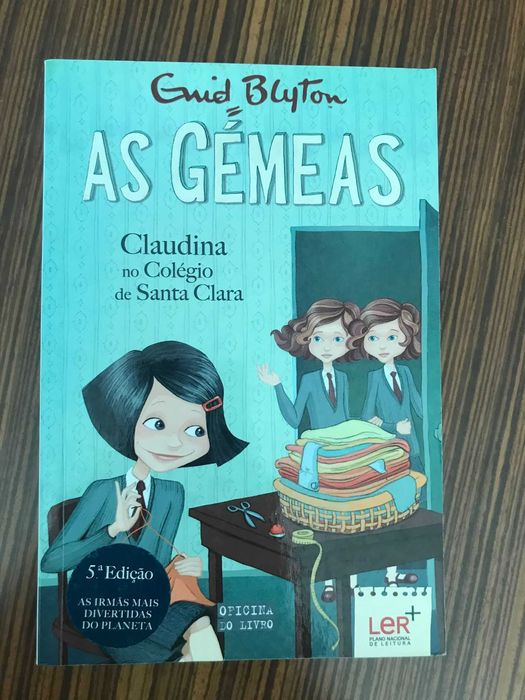 Enid Blyton
AS GÉMEAS
Claudina
no Colégio
de Santa Clara
5.ª Edição
AS IRMÃS MAIS
DIVERTIDAS
DO PLANETA
OFICINA
DO LIVRO
LeR+
PLANO NACIONAL
DE LEITURA